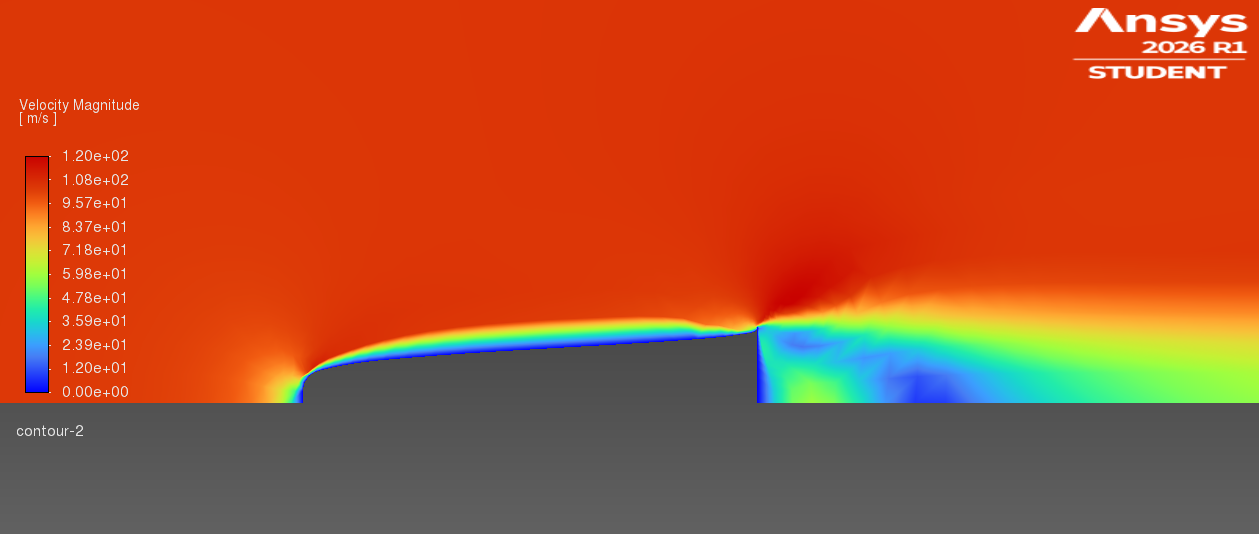 Ansys
2026 R1
STUDENT
Velocity Magnitude
[ m/s ]
1.20e+02
1.08e+02
9.57e+01
8.37e+01
7.18e+01
5.98e+01
4.78e+01
3.59e+01
2.39e+01
1.20e+01
0.00e+00
contour-2